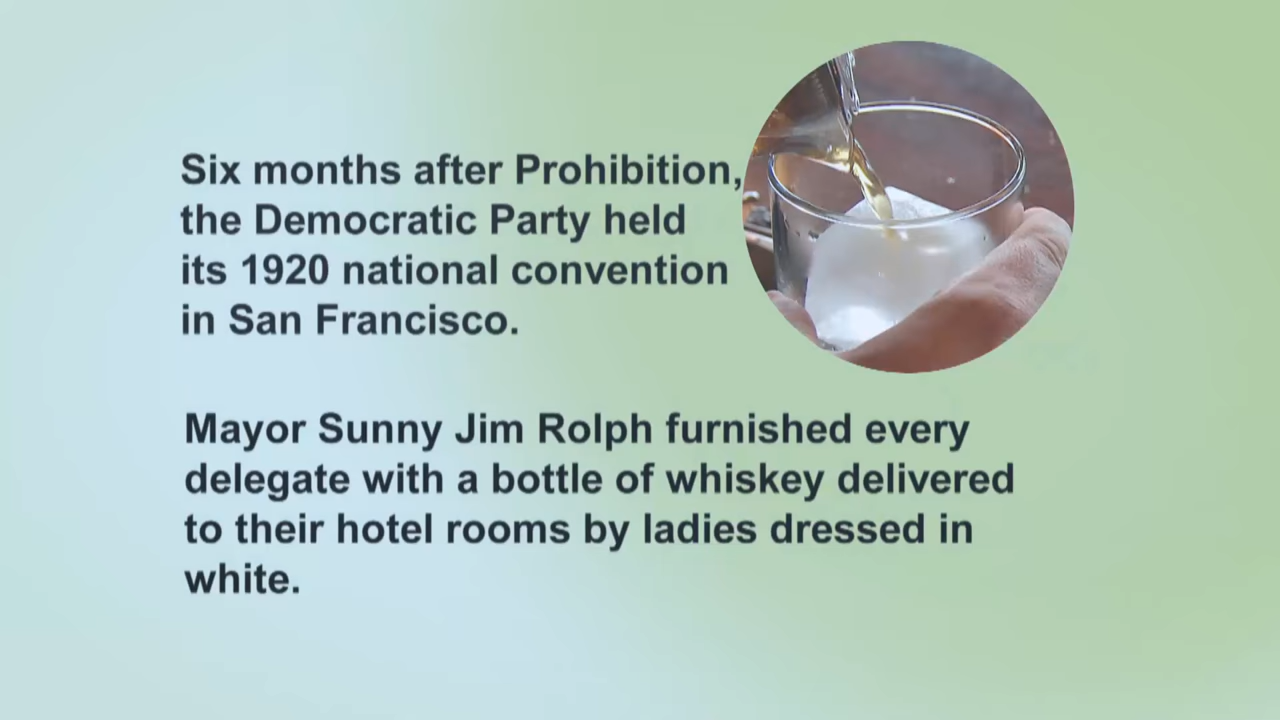 Six months after Prohibition,
the Democratic Party held
its 1920 national convention
in San Francisco.
Mayor Sunny Jim Rolph furnished every
delegate with a bottle of whiskey delivered
to their hotel rooms by ladies dressed in
white.